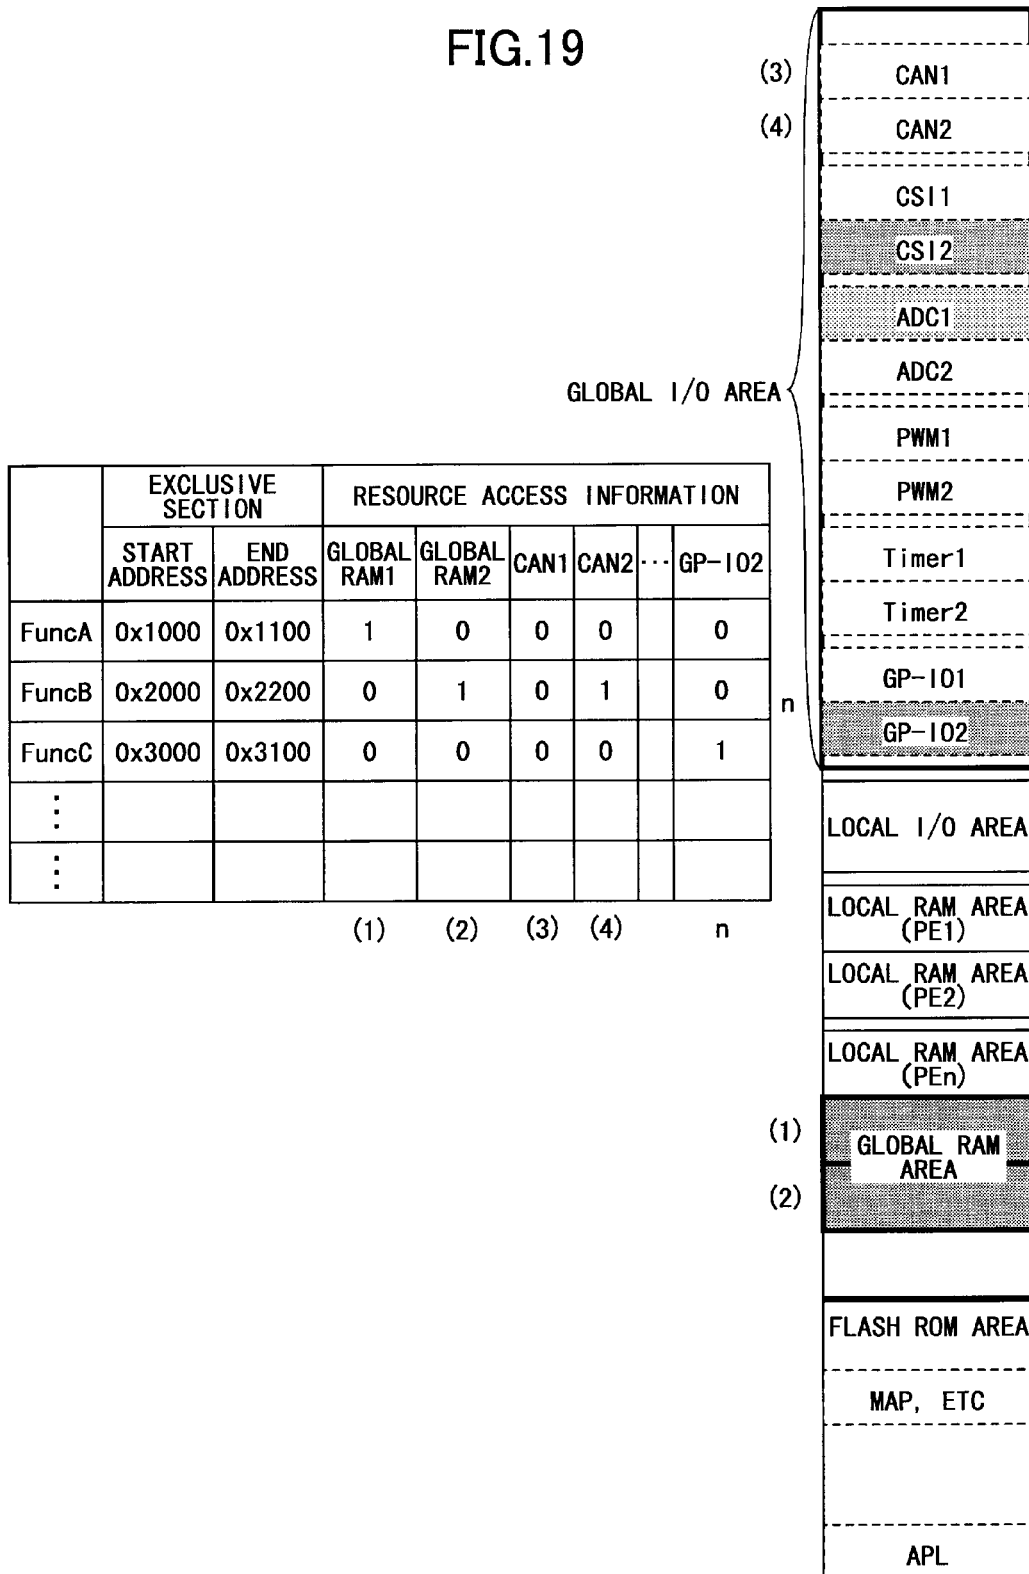 FIG.19
(3) CAN1
(4) CAN2
CSI1
CSI2
ADC1
ADC2
GLOBAL I/O AREA
PWM1
PWM2
Timer1
Timer2
GP-IO1
n GP-IO2
LOCAL I/O AREA
LOCAL RAM AREA
(PE1)
LOCAL RAM AREA
(PE2)
LOCAL RAM AREA
(PEn)
(1)
GLOBAL RAM
AREA
(2)
FLASH ROM AREA
MAP, ETC
APL
EXCLUSIVE SECTION RESOURCE ACCESS INFORMATION
START ADDRESS END ADDRESS GLOBAL RAM1 GLOBAL RAM2 CAN1 CAN2 ... GP-IO2
FuncA 0x1000 0x1100 1 0 0 0 0
FuncB 0x2000 0x2200 0 1 0 1 0
FuncC 0x3000 0x3100 0 0 0 0 1
⋮
⋮
(1) (2) (3) (4) n